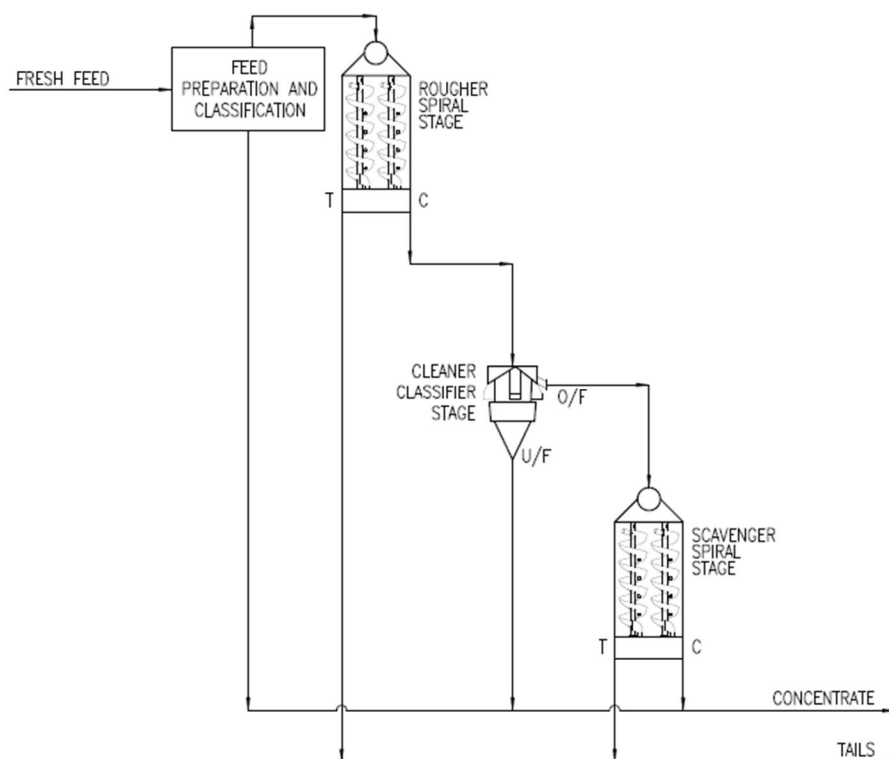 FRESH FEED
FEED
PREPARATION AND
CLASSIFICATION
ROUGHER
SPIRAL
STAGE
T
C
CLEANER
CLASSIFIER
STAGE
O/F
U/F
SCAVENGER
SPIRAL
STAGE
T
C
CONCENTRATE
TAILS